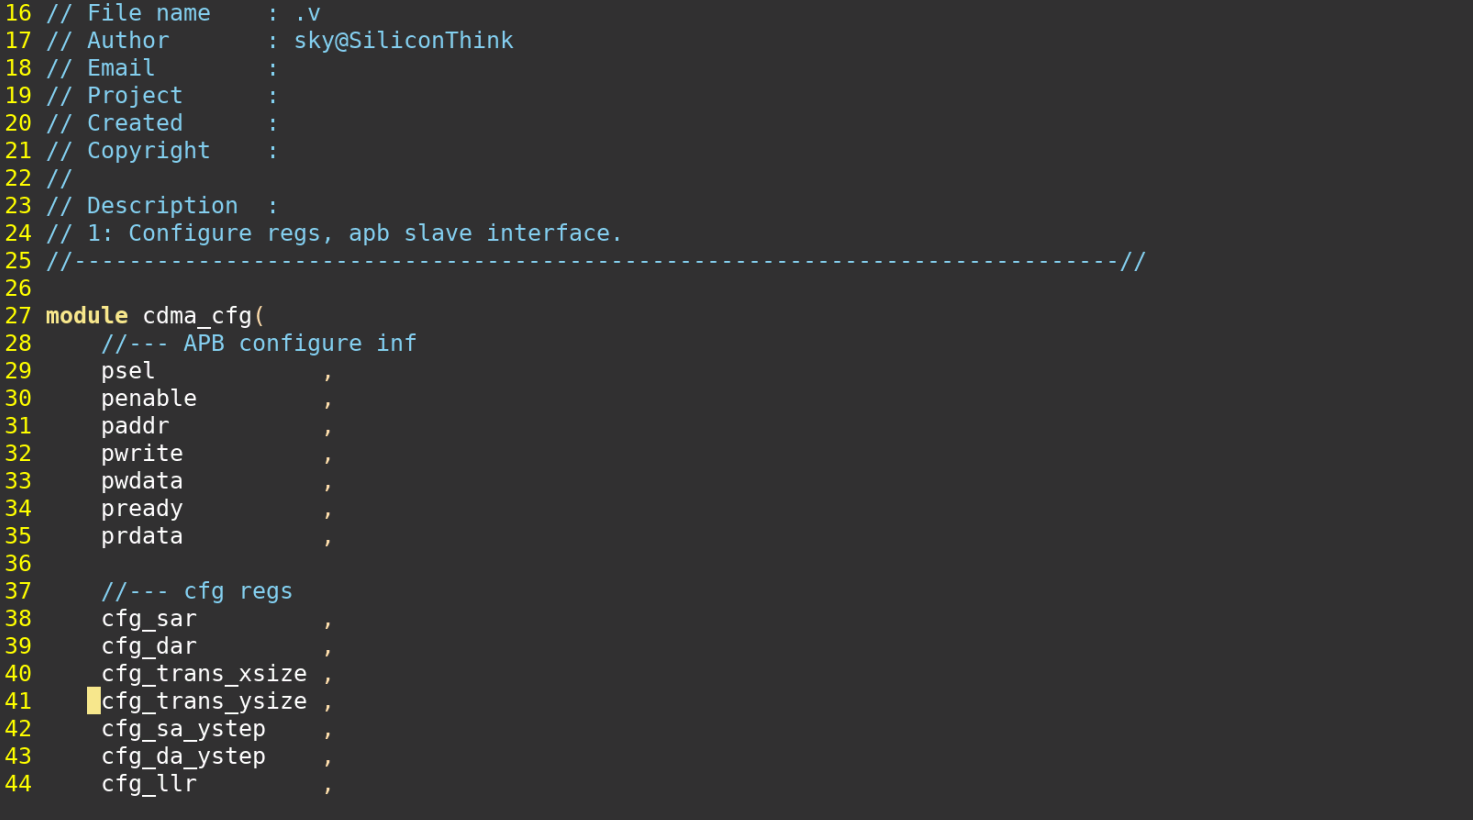 16 // File name    : .v
17 // Author       : sky@SiliconThink
18 // Email        :
19 // Project      :
20 // Created      :
21 // Copyright    :
22 //
23 // Description  :
24 // 1: Configure regs, apb slave interface.
25 //----------------------------------------------------------------------------//
26
27 module cdma_cfg(
28     //--- APB configure inf
29     psel            ,
30     penable         ,
31     paddr           ,
32     pwrite          ,
33     pwdata          ,
34     pready          ,
35     prdata          ,
36
37     //--- cfg regs
38     cfg_sar         ,
39     cfg_dar         ,
40     cfg_trans_xsize ,
41     cfg_trans_ysize ,
42     cfg_sa_ystep    ,
43     cfg_da_ystep    ,
44     cfg_llr         ,